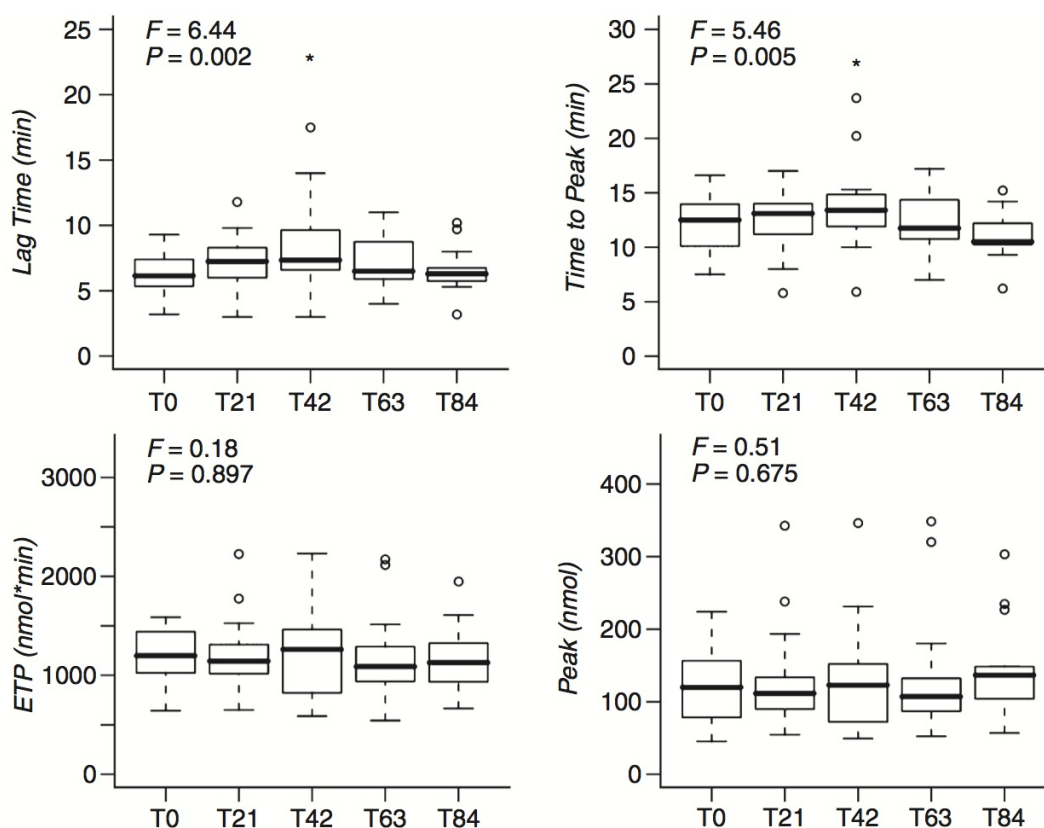 F = 6.44
P = 0.002
*
Lag Time (min)
25
20
15
10
5
0
T0 T21 T42 T63 T84
F = 5.46
P = 0.005
*
Time to Peak (min)
30
25
20
15
10
5
0
T0 T21 T42 T63 T84
F = 0.18
P = 0.897
ETP (nmol*min)
3000
2000
1000
0
T0 T21 T42 T63 T84
F = 0.51
P = 0.675
Peak (nmol)
400
300
200
100
0
T0 T21 T42 T63 T84